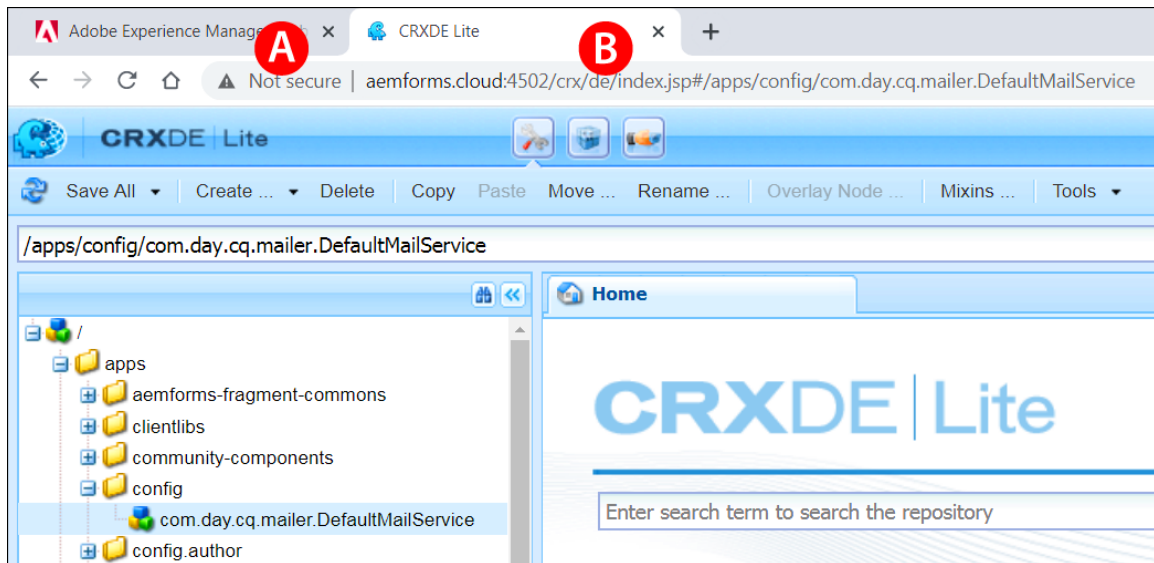 Adobe Experience Manage
A
CRXDE Lite
B
Not secure | aemforms.cloud:4502/crx/de/index.jsp#/apps/config/com.day.cq.mailer.DefaultMailService
CRXDE | Lite
Save All Create ... Delete Copy Paste Move ... Rename ... Overlay Node ... Mixins ... Tools
/apps/config/com.day.cq.mailer.DefaultMailService
Home
/
apps
aemforms-fragment-commons
clientlibs
community-components
config
com.day.cq.mailer.DefaultMailService
config.author
CRXDE | Lite
Enter search term to search the repository